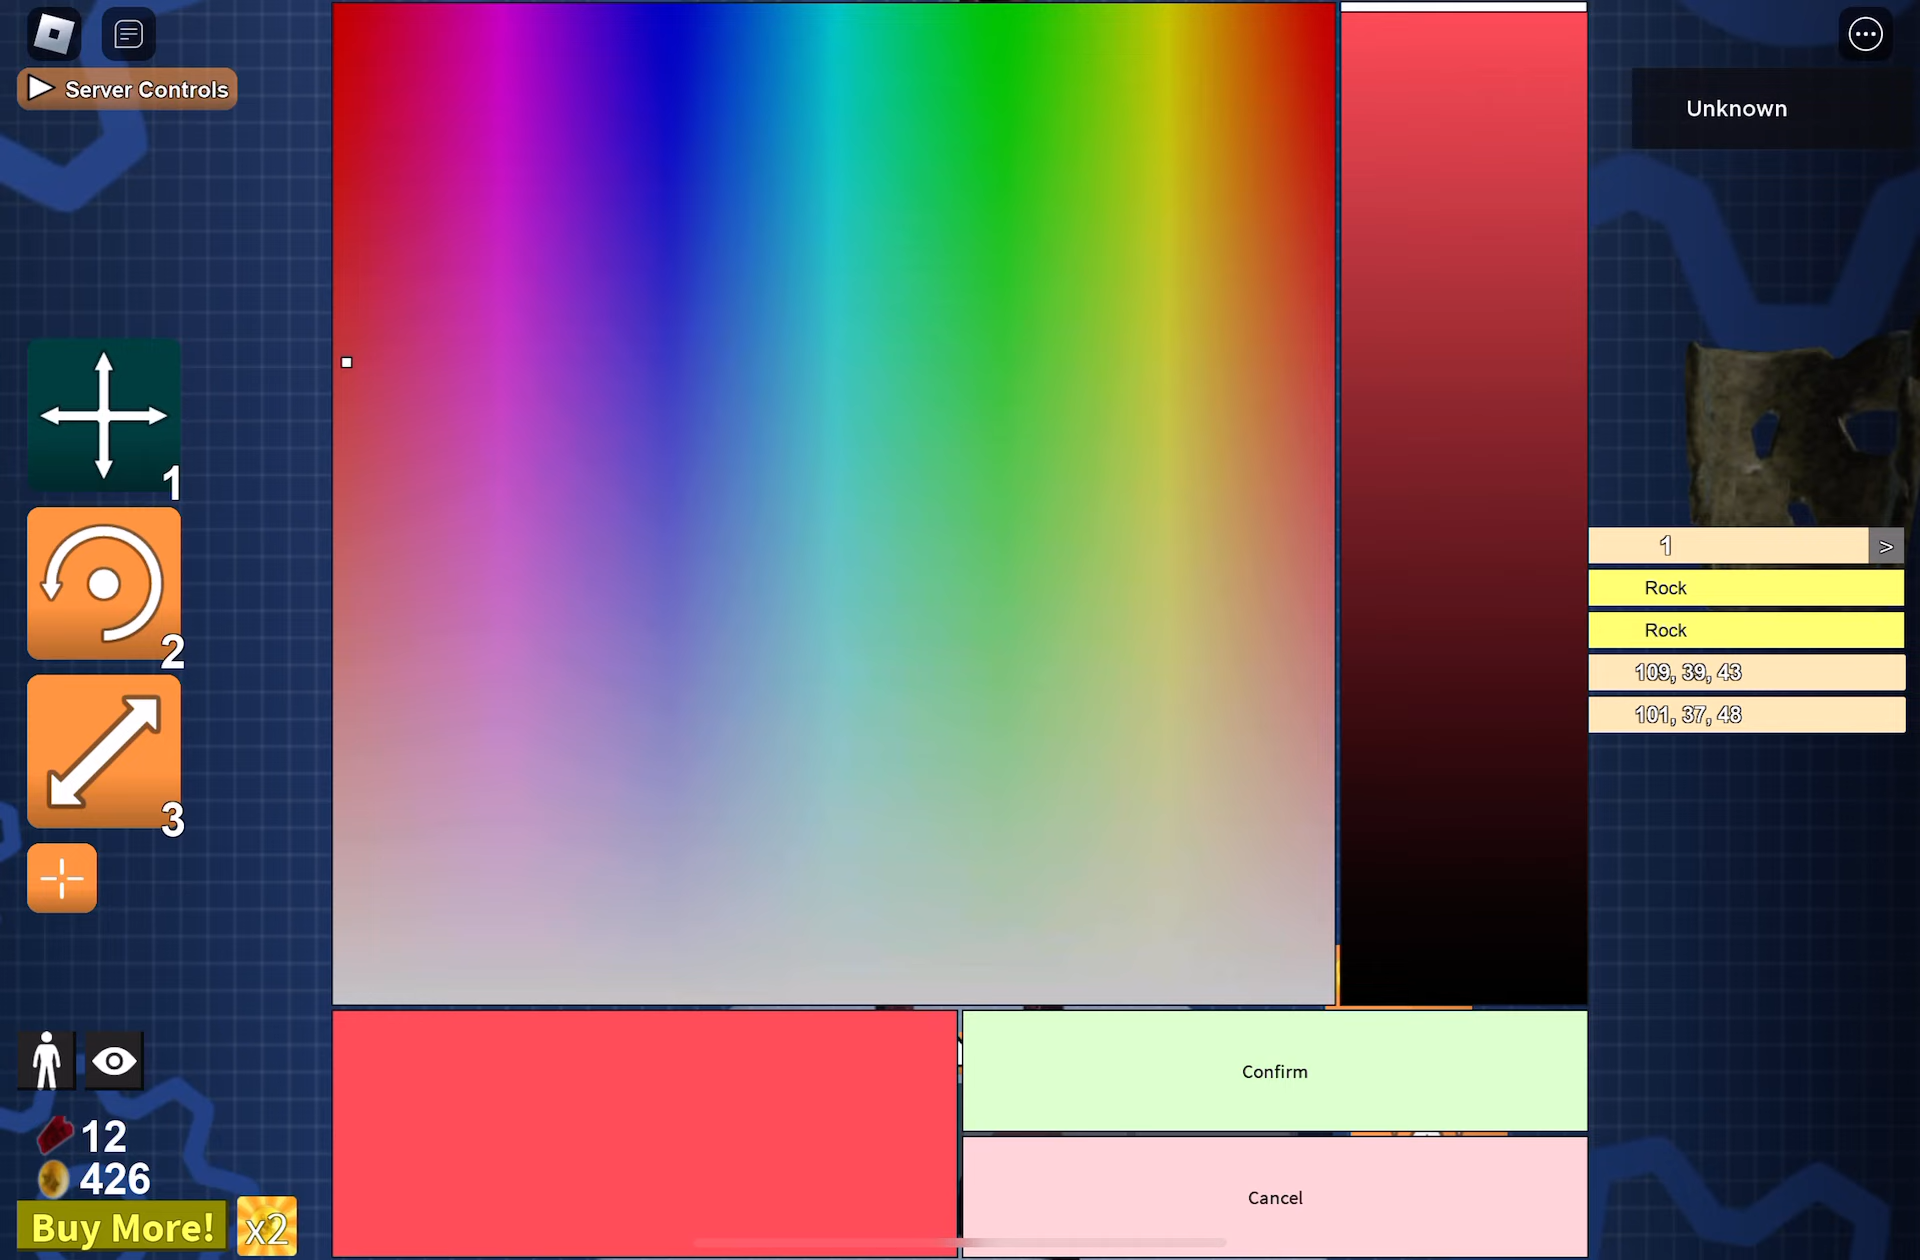 Server Controls
Unknown
1
2
3
1 >
Rock
Rock
109, 39, 43
101, 37, 48
Confirm
Cancel
12
426
Buy More!
x2